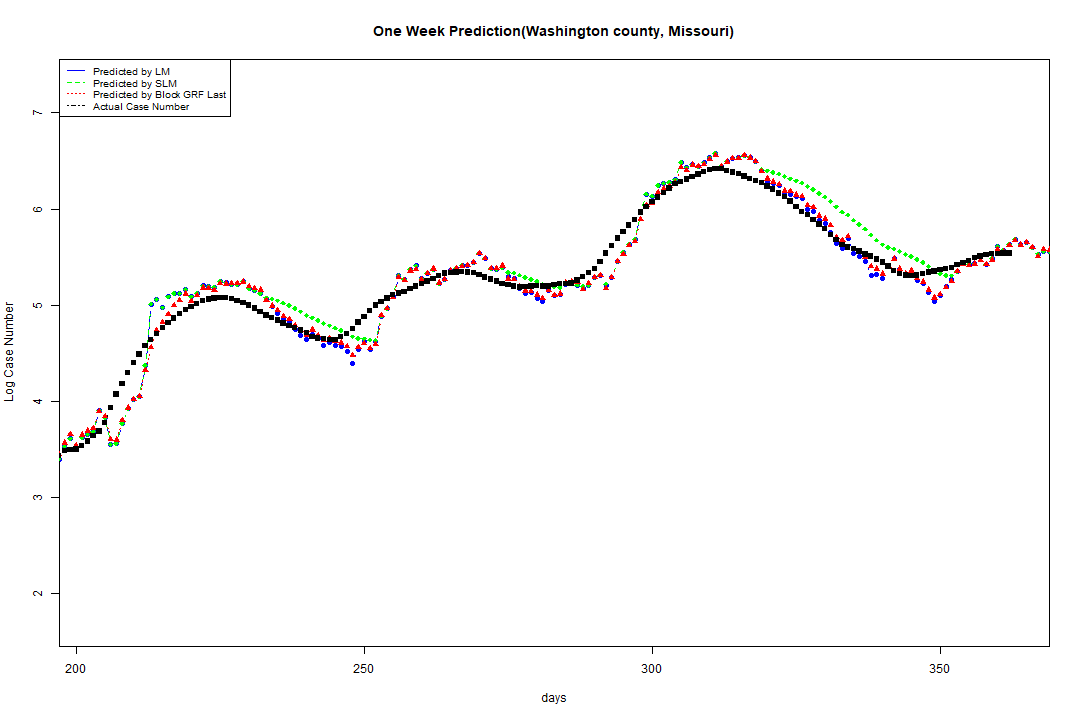 One Week Prediction(Washington county, Missouri)
Predicted by LM
Predicted by SLM
Predicted by Block GRF Last
Actual Case Number
7
6
5
4
3
2
Log Case Number
200 250 300 350
days